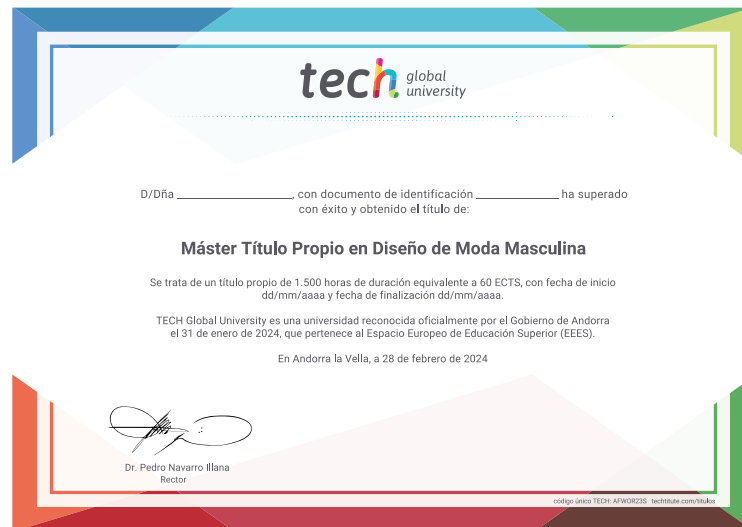 tech global
university
D/Dña ____________________, con documento de identificación ______________ ha superado
con éxito y obtenido el título de:
Máster Título Propio en Diseño de Moda Masculina
Se trata de un título propio de 1.500 horas de duración equivalente a 60 ECTS, con fecha de inicio
dd/mm/aaaa y fecha de finalización dd/mm/aaaa.
TECH Global University es una universidad reconocida oficialmente por el Gobierno de Andorra
el 31 de enero de 2024, que pertenece al Espacio Europeo de Educación Superior (EEES).
En Andorra la Vella, a 28 de febrero de 2024
Dr. Pedro Navarro Illana
Rector
código único TECH: AFWOR23S techtitute.com/titulos